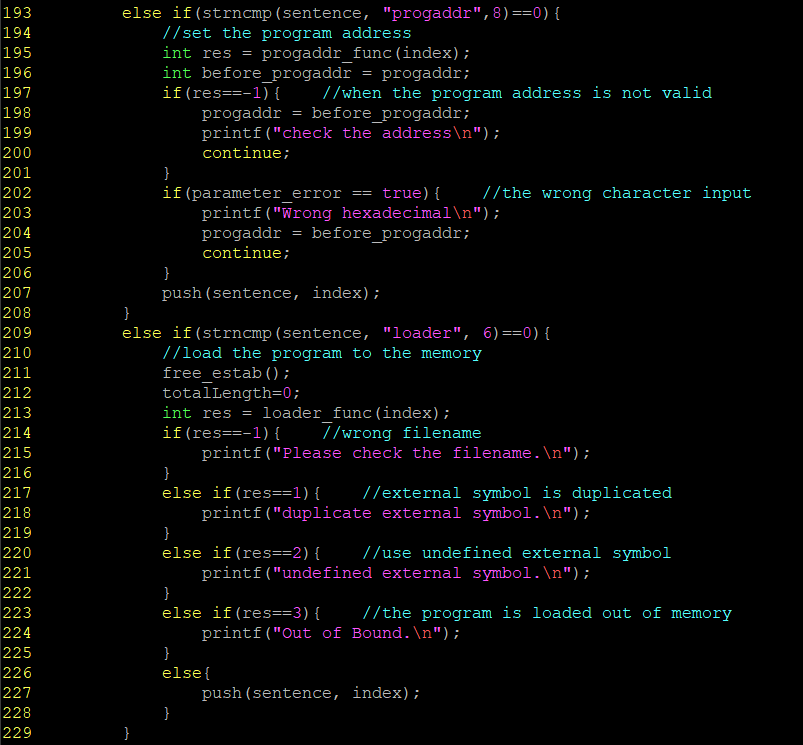 193         else if(strncmp(sentence, "progaddr",8)==0){
194             //set the program address
195             int res = progaddr_func(index);
196             int before_progaddr = progaddr;
197             if(res==-1){    //when the program address is not valid
198                 progaddr = before_progaddr;
199                 printf("check the address\n");
200                 continue;
201             }
202             if(parameter_error == true){    //the wrong character input
203                 printf("Wrong hexadecimal\n");
204                 progaddr = before_progaddr;
205                 continue;
206             }
207             push(sentence, index);
208         }
209         else if(strncmp(sentence, "loader", 6)==0){
210             //load the program to the memory
211             free_estab();
212             totalLength=0;
213             int res = loader_func(index);
214             if(res==-1){    //wrong filename
215                 printf("Please check the filename.\n");
216             }
217             else if(res==1){    //external symbol is duplicated
218                 printf("duplicate external symbol.\n");
219             }
220             else if(res==2){    //use undefined external symbol
221                 printf("undefined external symbol.\n");
222             }
223             else if(res==3){    //the program is loaded out of memory
224                 printf("Out of Bound.\n");
225             }
226             else{
227                 push(sentence, index);
228             }
229         }